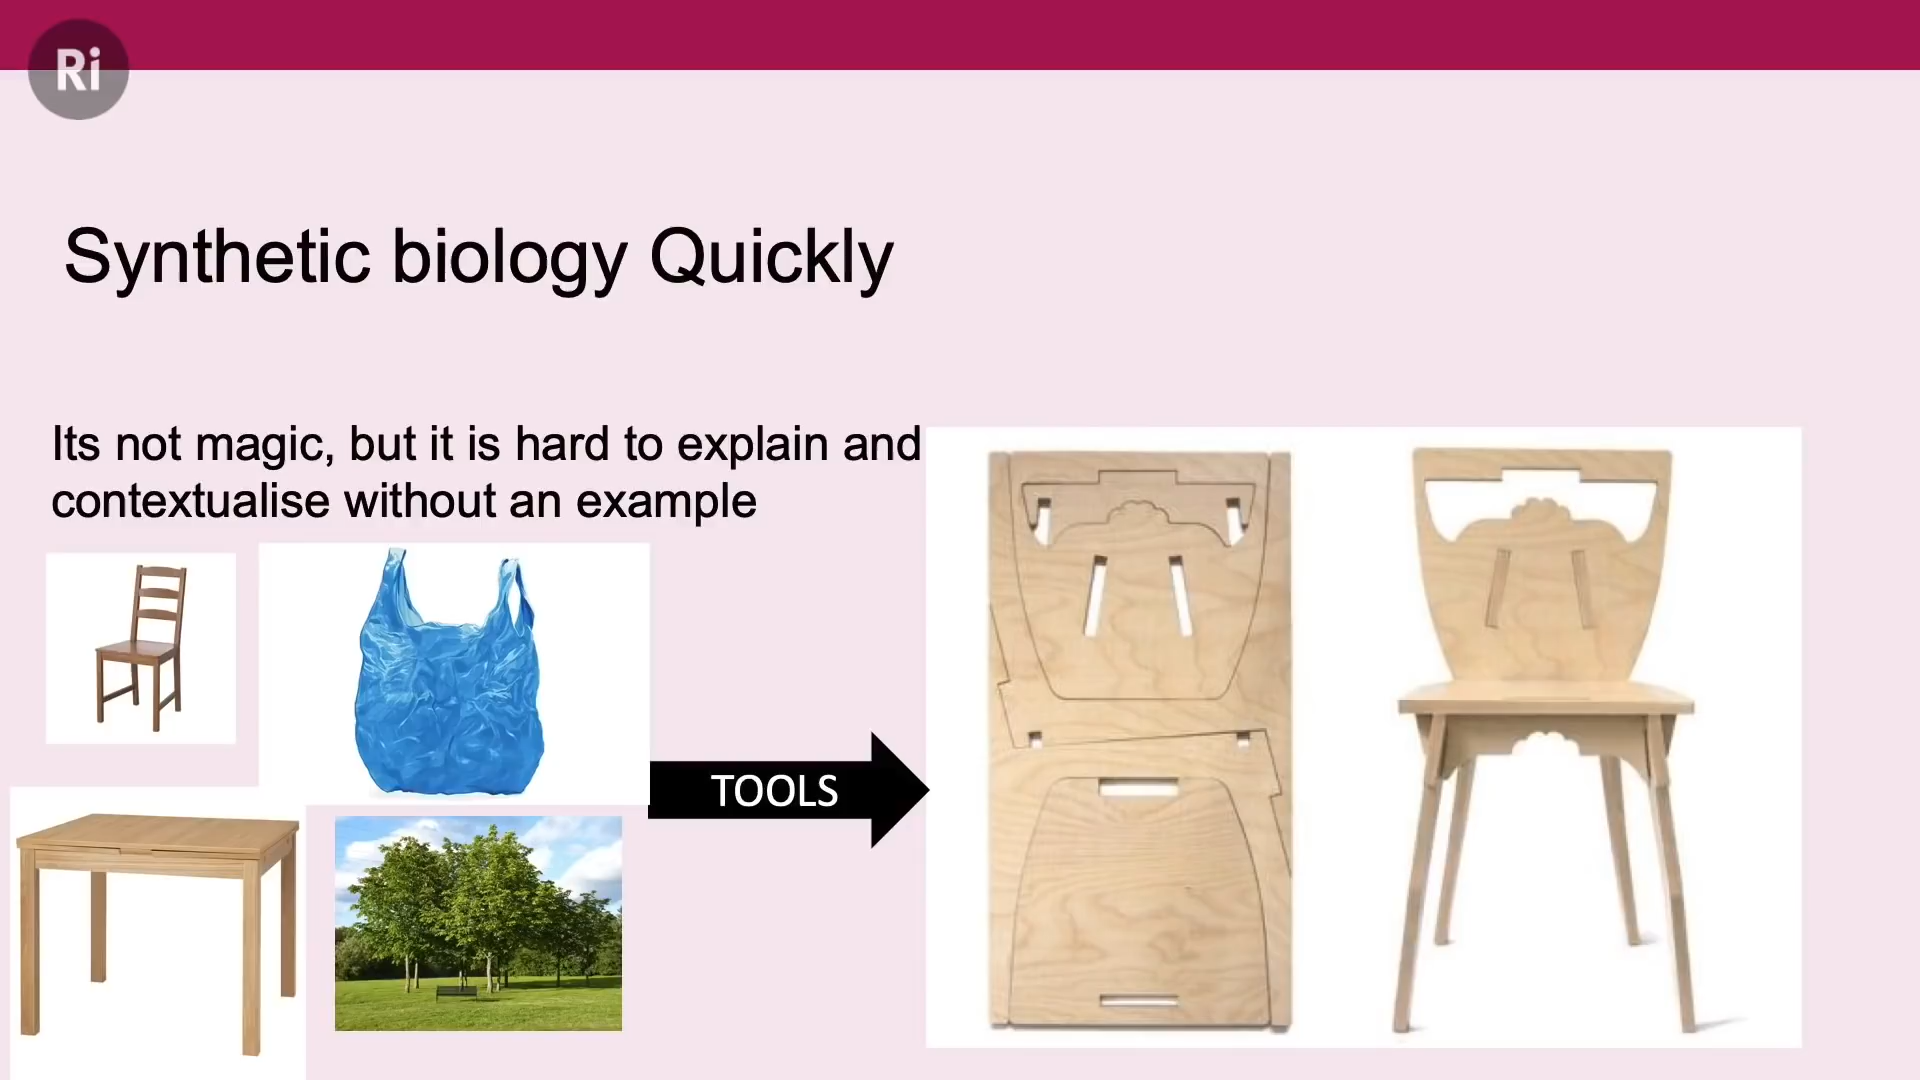 Ri
Synthetic biology Quickly
Its not magic, but it is hard to explain and
contextualise without an example
TOOLS